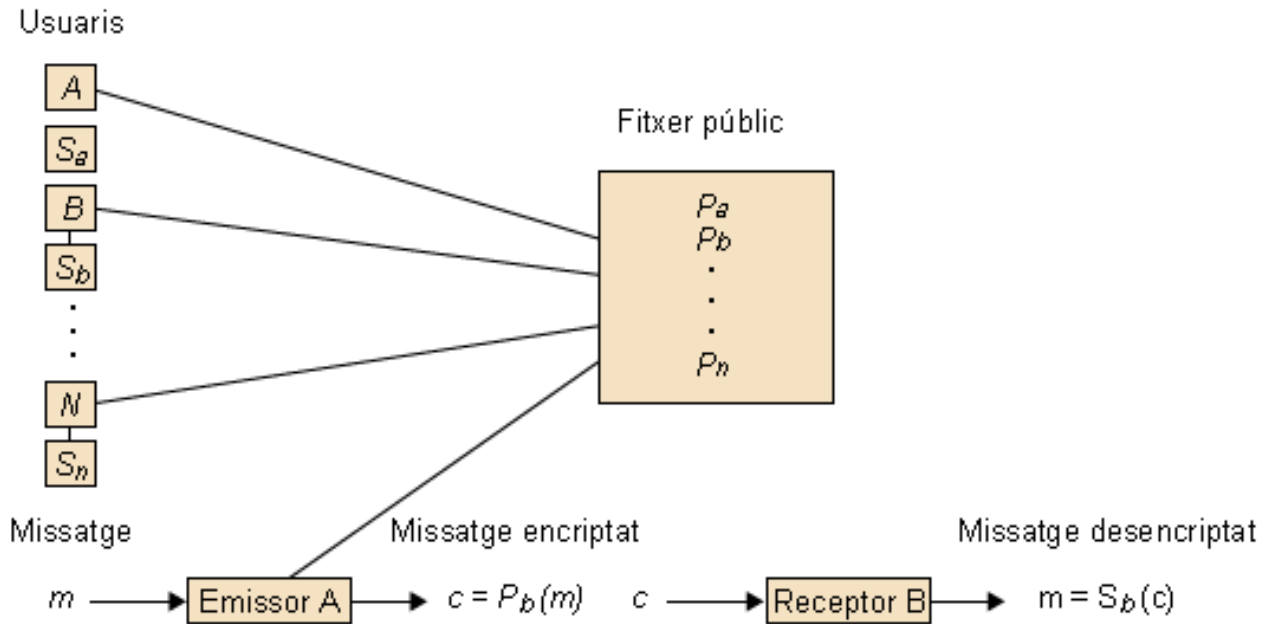 Usuaris
A
Sa
B
Sb
.
.
.
N
Sn
Fitxer públic
Pa
Pb
.
.
.
Pn
Missatge
Missatge encriptat
Missatge desencriptat
m
Emissor A
c = Pb(m)
c
Receptor B
m = Sb(c)